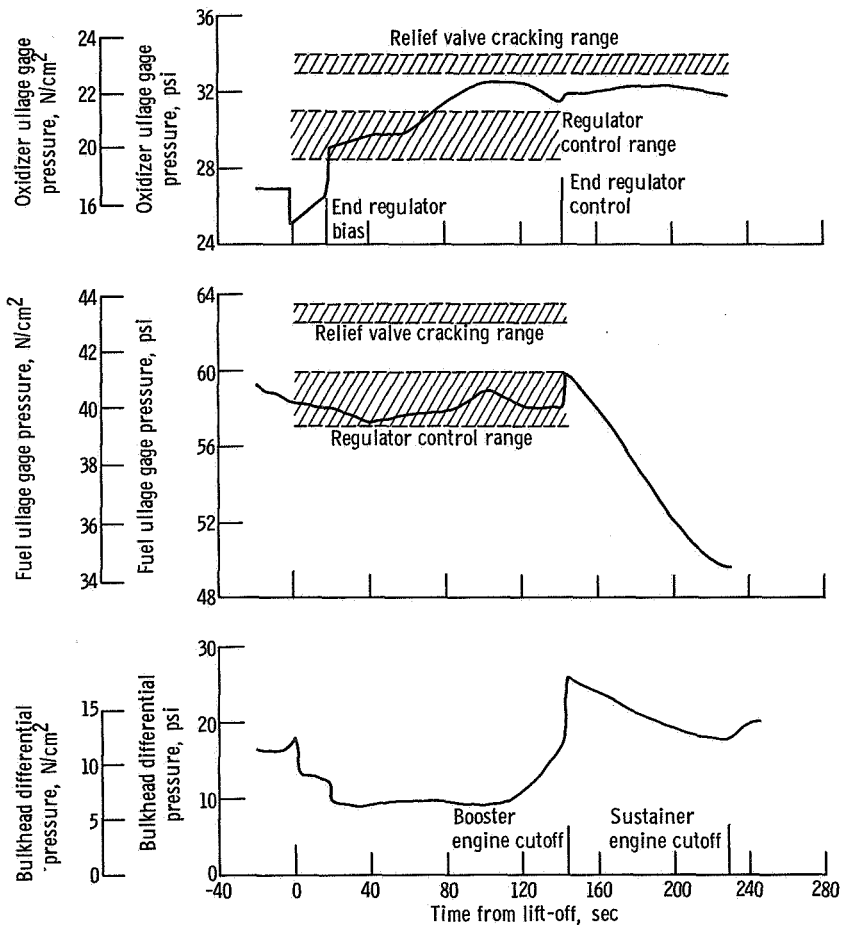 Oxidizer ullage gage
pressure, N/cm2
24
22
20
18
16
Oxidizer ullage gage
pressure, psi
36
32
28
24
Relief valve cracking range
Regulator
control range
End regulator
bias
End regulator
control
Fuel ullage gage pressure, N/cm2
44
42
40
38
36
34
Fuel ullage gage pressure, psi
64
60
56
52
48
Relief valve cracking range
Regulator control range
Bulkhead differential
pressure, N/cm2
15
10
5
0
Bulkhead differential
pressure, psi
30
20
10
0
Booster
engine cutoff
Sustainer
engine cutoff
-40 0 40 80 120 160 200 240 280
Time from lift-off, sec